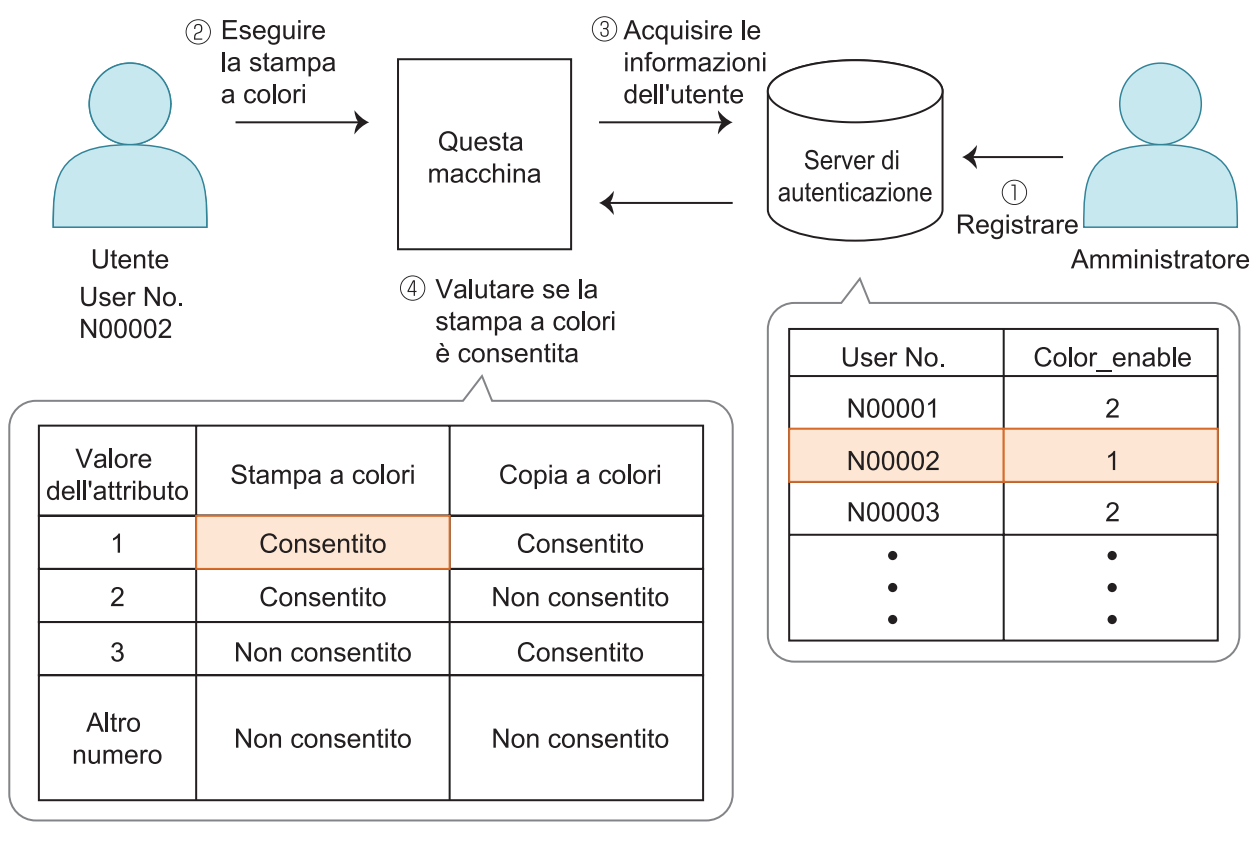 ② Eseguire
la stampa
a colori
③ Acquisire le
informazioni
dell'utente
Questa
macchina
Server di
autenticazione
①
Registrare
Utente
User No.
N00002
Amministratore
④ Valutare se la
stampa a colori
è consentita
User No. Color_enable
N00001 2
N00002 1
N00003 2
Valore
dell'attributo
Stampa a colori Copia a colori
1 Consentito Consentito
2 Consentito Non consentito
3 Non consentito Consentito
Altro
numero
Non consentito Non consentito